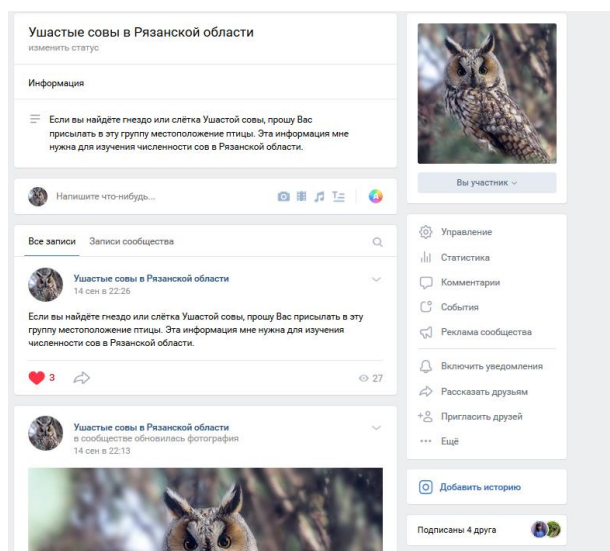 Ушастые совы в Рязанской области
изменить статус
Информация
Если вы найдёте гнездо или слётка Ушастой совы, прошу Вас
присылать в эту группу местоположение птицы. Эта информация мне
нужна для изучения численности сов в Рязанской области.
Напишите что-нибудь...
Все записи Записи сообщества
Ушастые совы в Рязанской области
14 сен в 22:26
Если вы найдёте гнездо или слётка Ушастой совы, прошу Вас присылать в эту
группу местоположение птицы. Эта информация мне нужна для изучения
численности сов в Рязанской области.
3
27
Ушастые совы в Рязанской области
в сообществе обновилась фотография
14 сен в 22:13
Вы участник
Управление
Статистика
Комментарии
События
Реклама сообщества
Включить уведомления
Рассказать друзьям
Пригласить друзей
Ещё
Добавить историю
Подписаны 4 друга